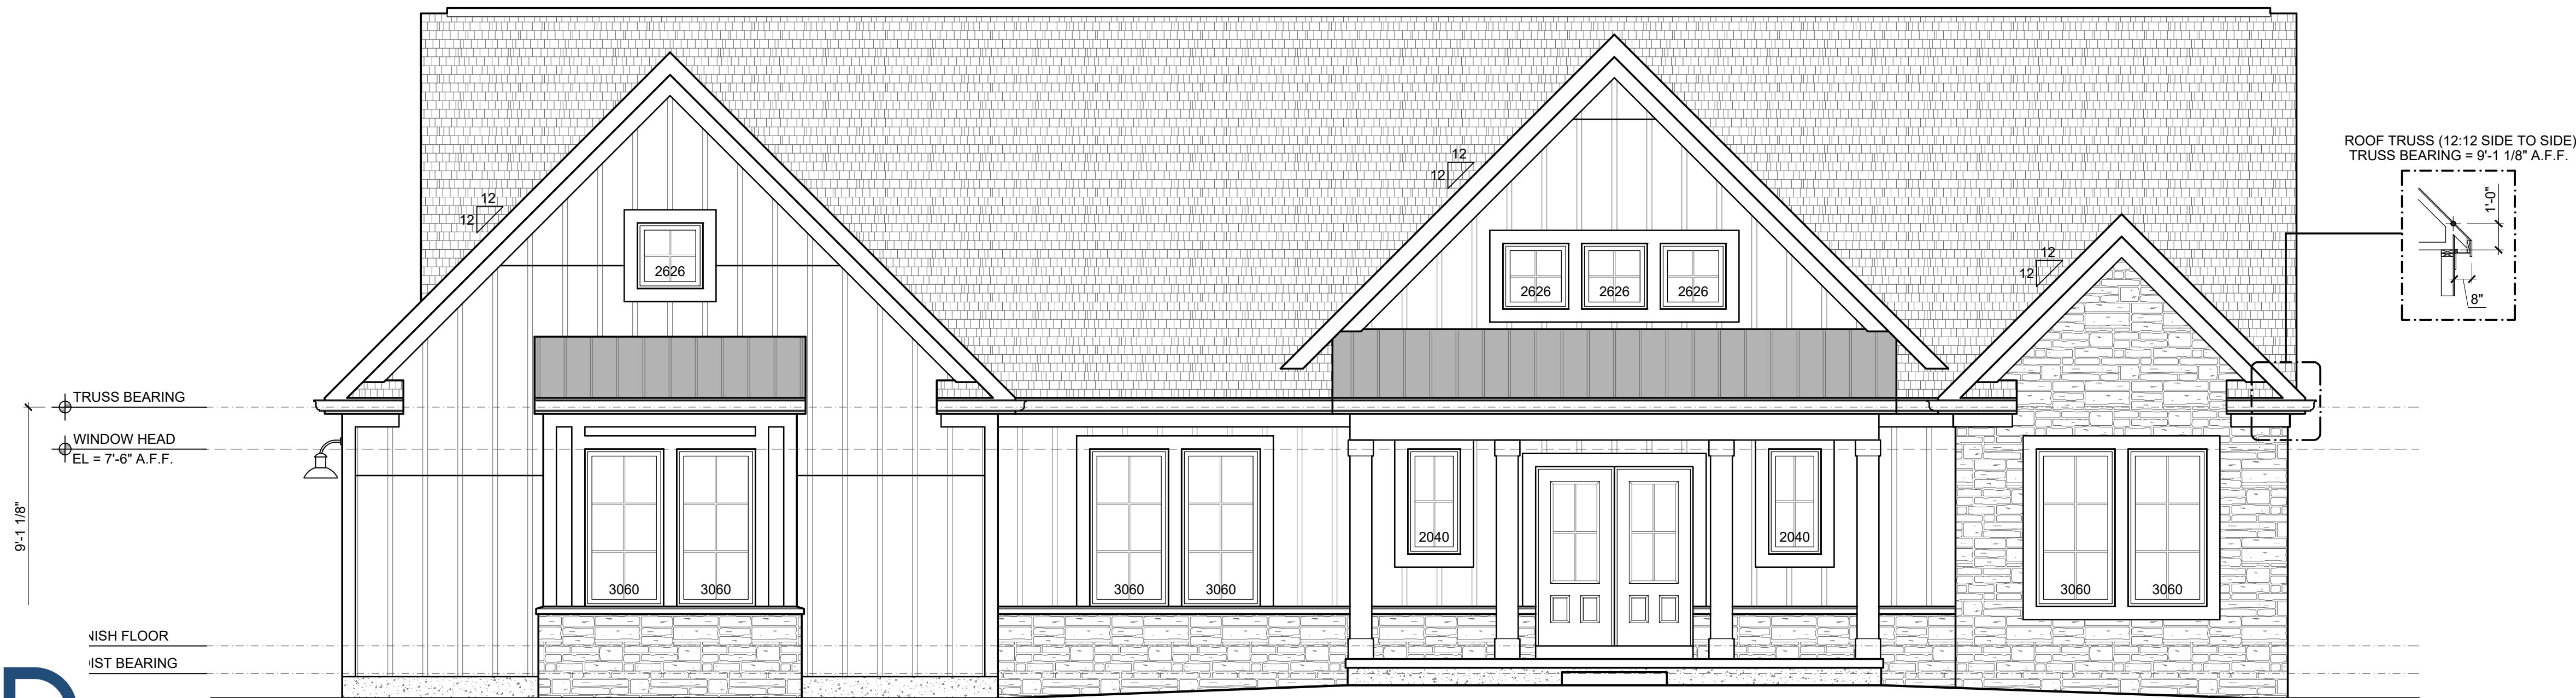 ROOF TRUSS (12:12 SIDE TO SIDE)
TRUSS BEARING = 9'-1 1/8" A.F.F.
1'-0"
8"
12
12
12
12
12
12
2626
2626
2626
2626
TRUSS BEARING
WINDOW HEAD
EL = 7'-6" A.F.F.
9'-1 1/8"
2040
2040
3060
3060
3060
3060
3060
3060
NISH FLOOR
IST BEARING
D